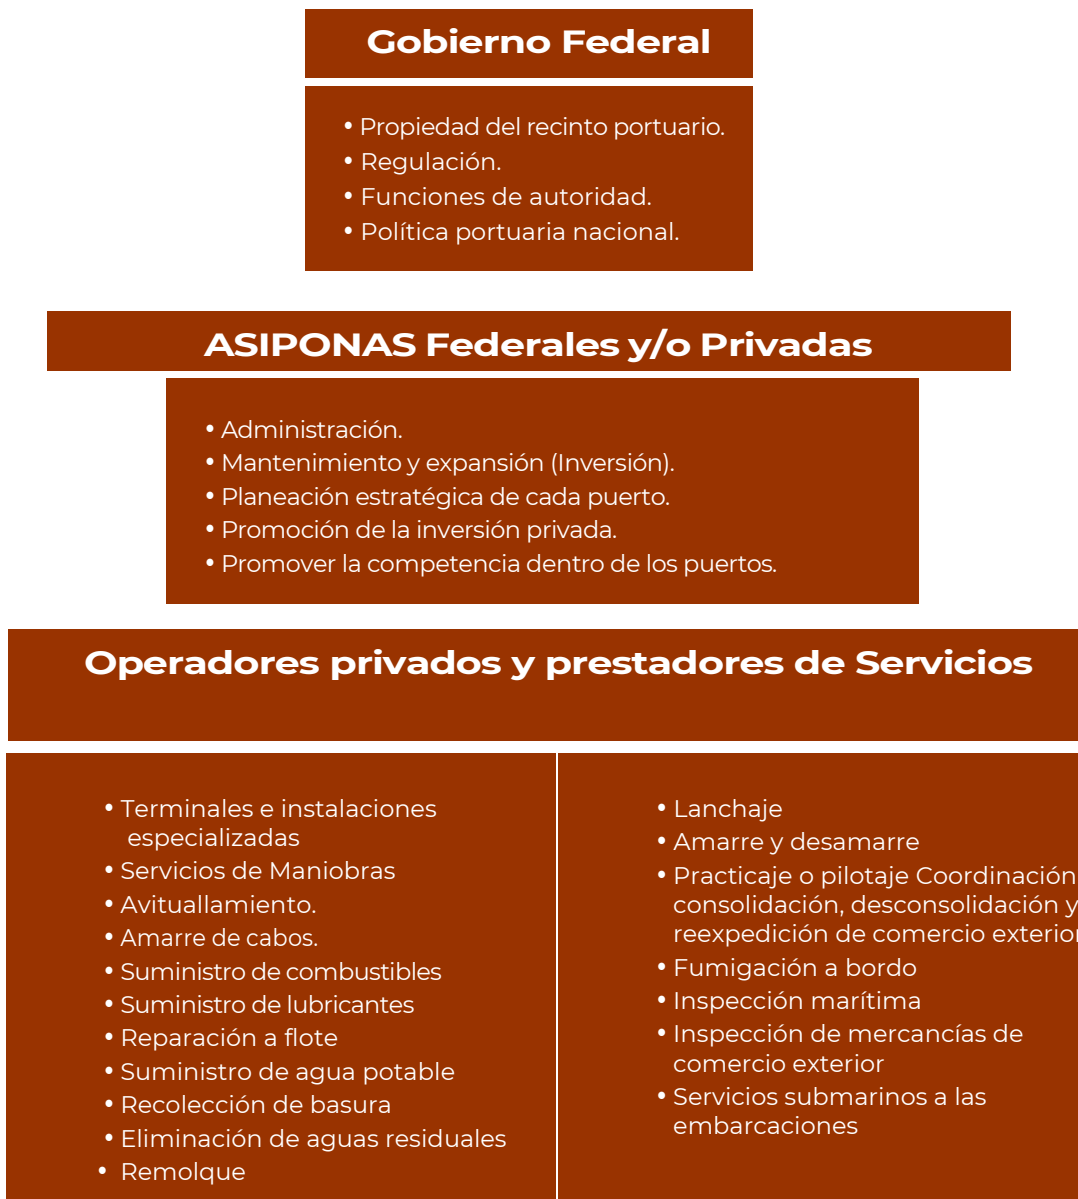 Gobierno Federal
• Propiedad del recinto portuario.
• Regulación.
• Funciones de autoridad.
• Política portuaria nacional.
ASIPONAS Federales y/o Privadas
• Administración.
• Mantenimiento y expansión (Inversión).
• Planeación estratégica de cada puerto.
• Promoción de la inversión privada.
• Promover la competencia dentro de los puertos.
Operadores privados y prestadores de Servicios
• Terminales e instalaciones
especializadas
• Servicios de Maniobras
• Avituallamiento.
• Amarre de cabos.
• Suministro de combustibles
• Suministro de lubricantes
• Reparación a flote
• Suministro de agua potable
• Recolección de basura
• Eliminación de aguas residuales
• Remolque
• Lanchaje
• Amarre y desamarre
• Practicaje o pilotaje Coordinación
consolidación, desconsolidación y
reexpedición de comercio exterior
• Fumigación a bordo
• Inspección marítima
• Inspección de mercancías de
comercio exterior
• Servicios submarinos a las
embarcaciones